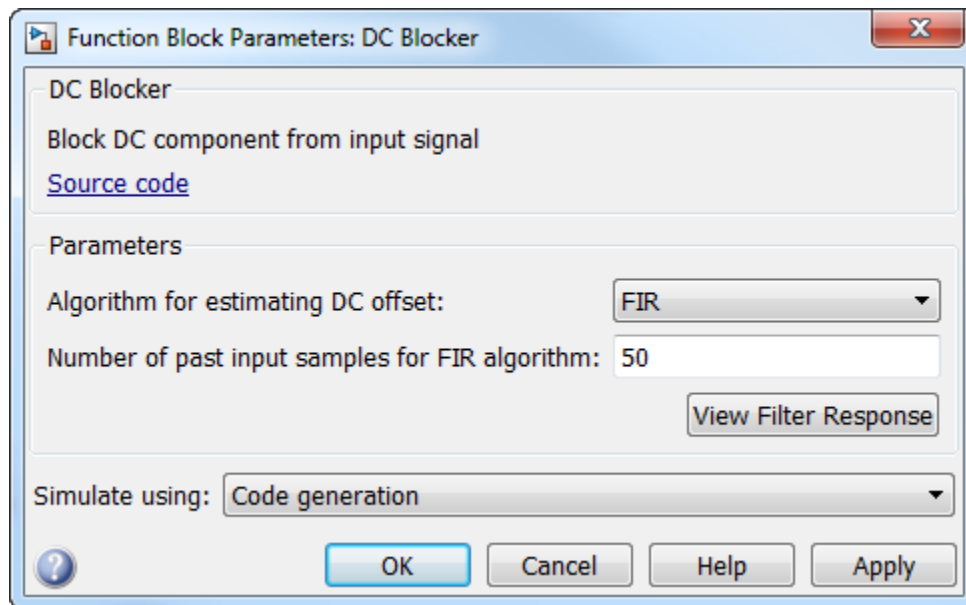 Function Block Parameters: DC Blocker
DC Blocker
Block DC component from input signal
Source code
Parameters
Algorithm for estimating DC offset: FIR
Number of past input samples for FIR algorithm: 50
View Filter Response
Simulate using: Code generation
? OK Cancel Help Apply